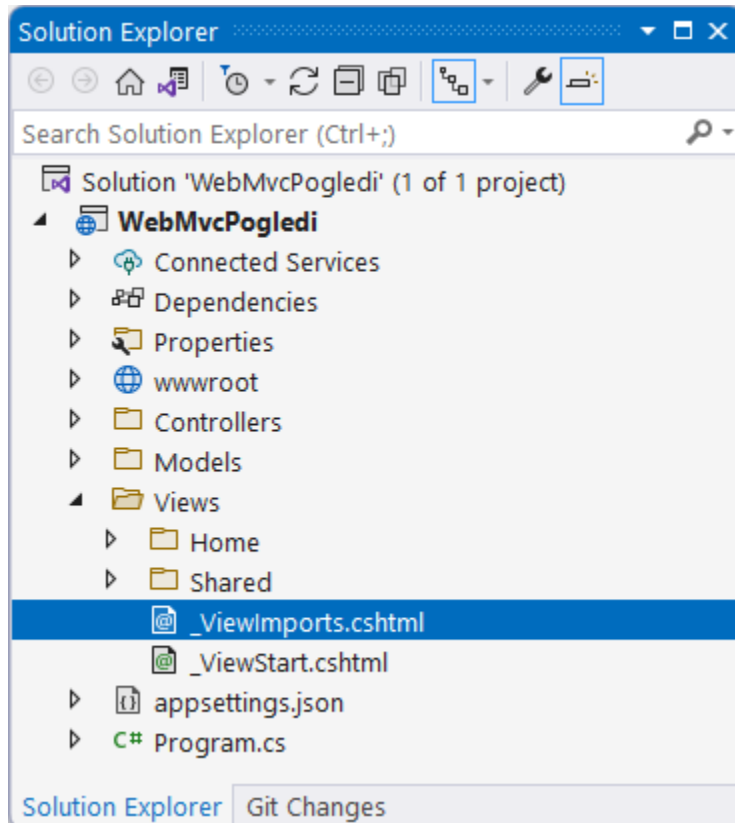 Solution Explorer
Search Solution Explorer (Ctrl+;)
Solution 'WebMvcPogledi' (1 of 1 project)
WebMvcPogledi
Connected Services
Dependencies
Properties
wwwroot
Controllers
Models
Views
Home
Shared
_ViewImports.cshtml
_ViewStart.cshtml
appsettings.json
C# Program.cs
Solution Explorer Git Changes